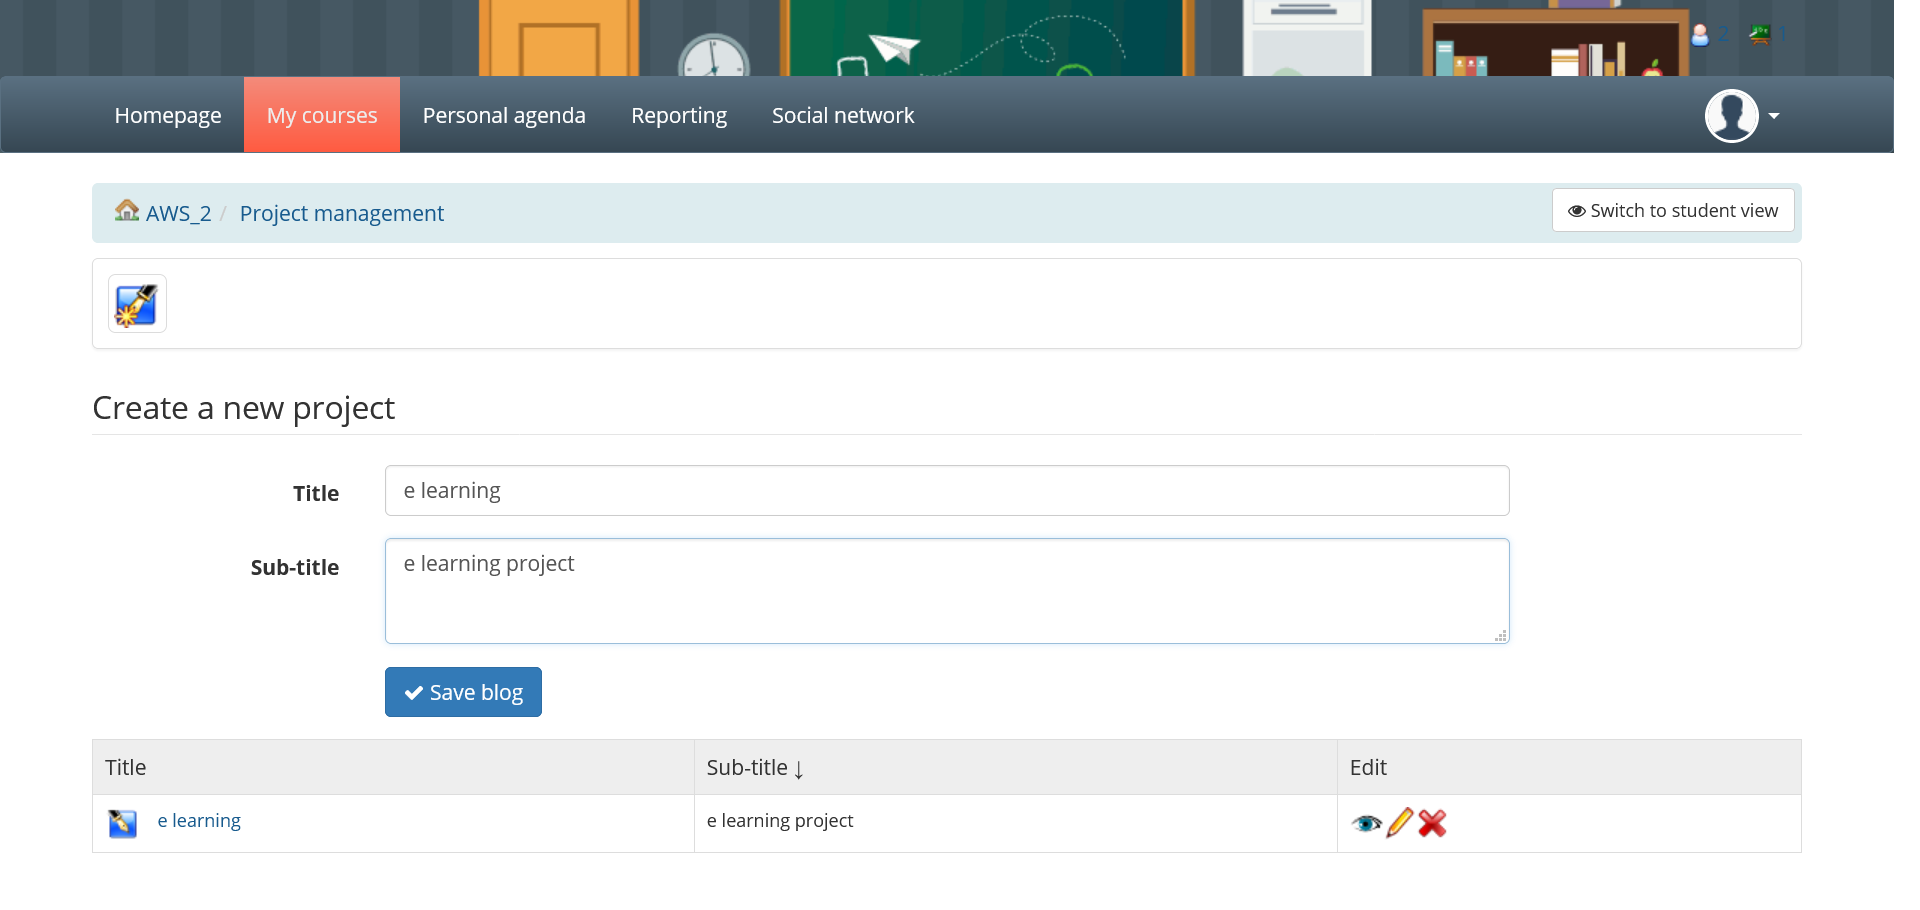 2 1
Homepage My courses Personal agenda Reporting Social network
AWS_2 / Project management Switch to student view
Create a new project
Title e learning
Sub-title e learning project
Save blog
Title Sub-title ↓ Edit
e learning e learning project